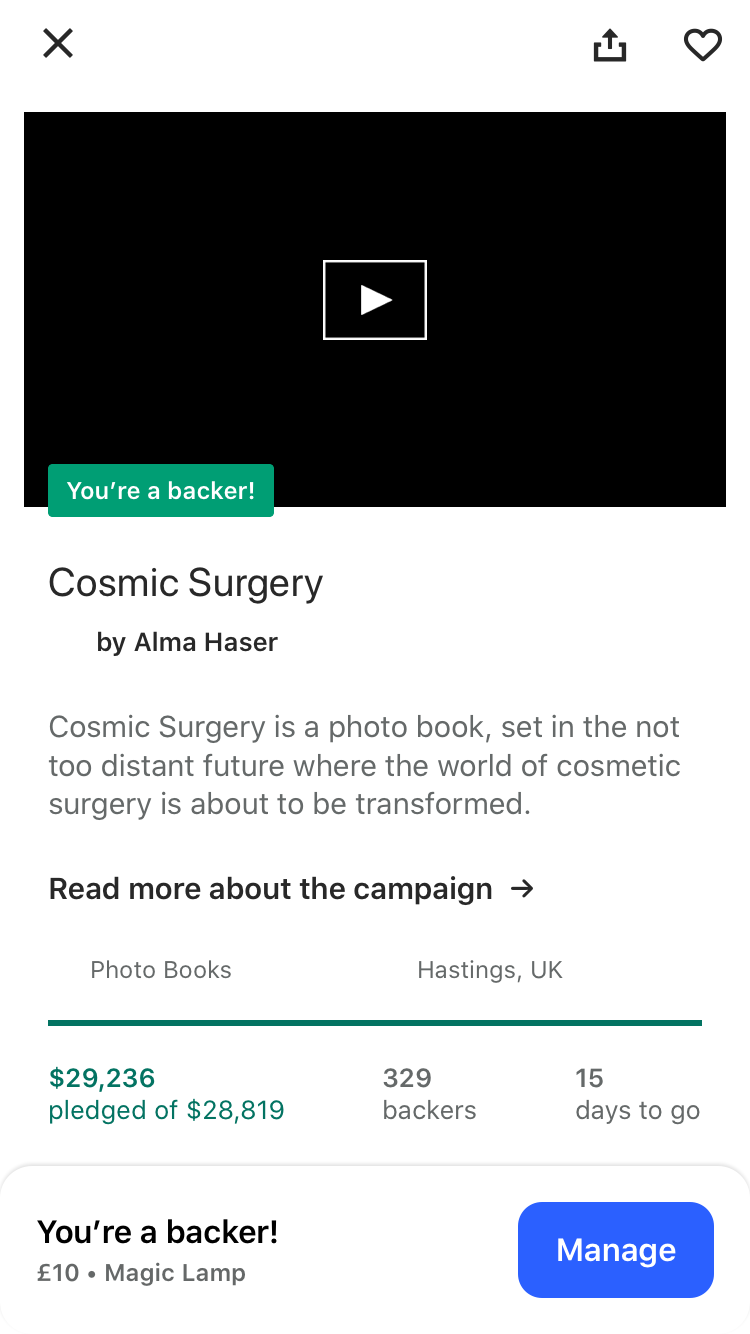 You’re a backer!
Cosmic Surgery
by Alma Haser
Cosmic Surgery is a photo book, set in the not
too distant future where the world of cosmetic
surgery is about to be transformed.
Read more about the campaign →
Photo Books
Hastings, UK
$29,236
pledged of $28,819
329
backers
15
days to go
You’re a backer!
£10 • Magic Lamp
Manage